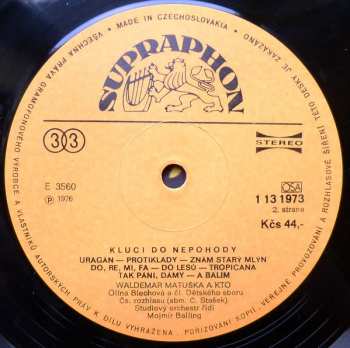 MADE IN CZECHOSLOVAKIA • VŠECHNA PRÁVA GRAMOFONOVÉHO VÝROBCE A VLASTNÍKŮ AUTORSKÝCH PRÁV K DÍLU VYHRAŽENA. POŘIZOVÁNÍ KOPIÍ, VEREJNÉ PROVOZOVÁNÍ A ROZHLASOVÉ ŠÍŘENÍ TÉTO DESKY JE ZAKÁZÁNO
SUPRAPHON
33
STEREO
E 3560
℗ 1976
OSA
1 13 1973
2. strana
Kčs 44,-
KLUCI DO NEPOHODY
URAGÁN — PROTIKLADY — ZNÁM STARÝ MLÝN
DO, RE, MI, FA — DO LESŮ — TROPICANA
TAK PÁNI, DÁMY — A BALÍM
WALDEMAR MATUŠKA A KTO
Olina Blechová a čl. Dětského sboru
Čs. rozhlasu (sbm. Č. Stašek)
Studiový orchestr řídí
Mojmír Balling